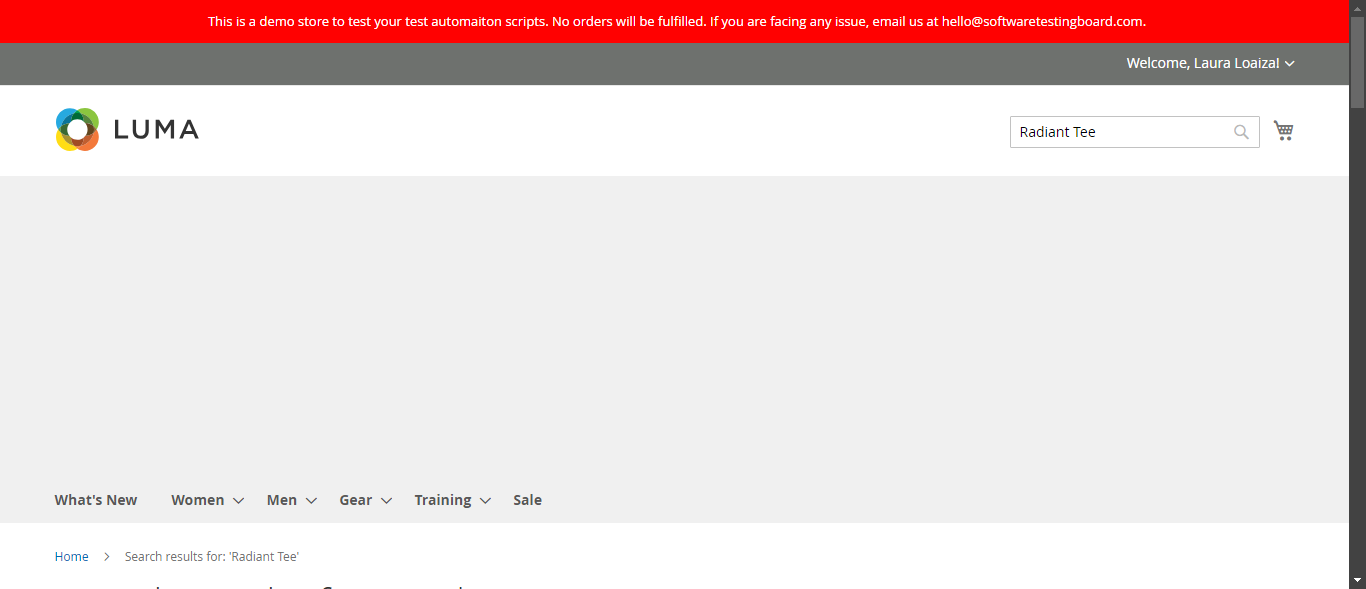 This is a demo store to test your test automaiton scripts. No orders will be fulfilled. If you are facing any issue, email us at hello@softwaretestingboard.com.
Welcome, Laura Loaiza!
LUMA
Radiant Tee
What's New Women Men Gear Training Sale
Home Search results for: 'Radiant Tee'